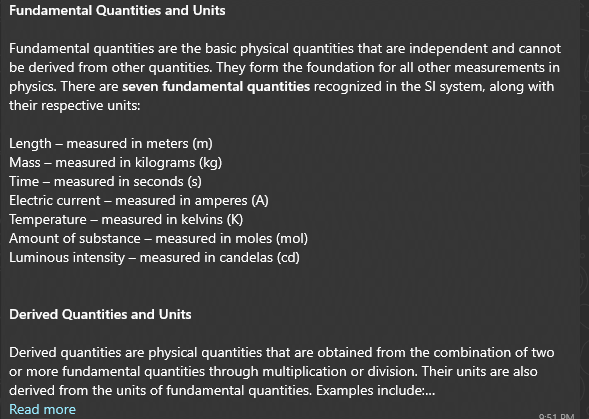 Fundamental Quantities and Units
Fundamental quantities are the basic physical quantities that are independent and cannot
be derived from other quantities. They form the foundation for all other measurements in
physics. There are seven fundamental quantities recognized in the SI system, along with
their respective units:
Length – measured in meters (m)
Mass – measured in kilograms (kg)
Time – measured in seconds (s)
Electric current – measured in amperes (A)
Temperature – measured in kelvins (K)
Amount of substance – measured in moles (mol)
Luminous intensity – measured in candelas (cd)
Derived Quantities and Units
Derived quantities are physical quantities that are obtained from the combination of two
or more fundamental quantities through multiplication or division. Their units are also
derived from the units of fundamental quantities. Examples include:...
Read more
9:51 PM